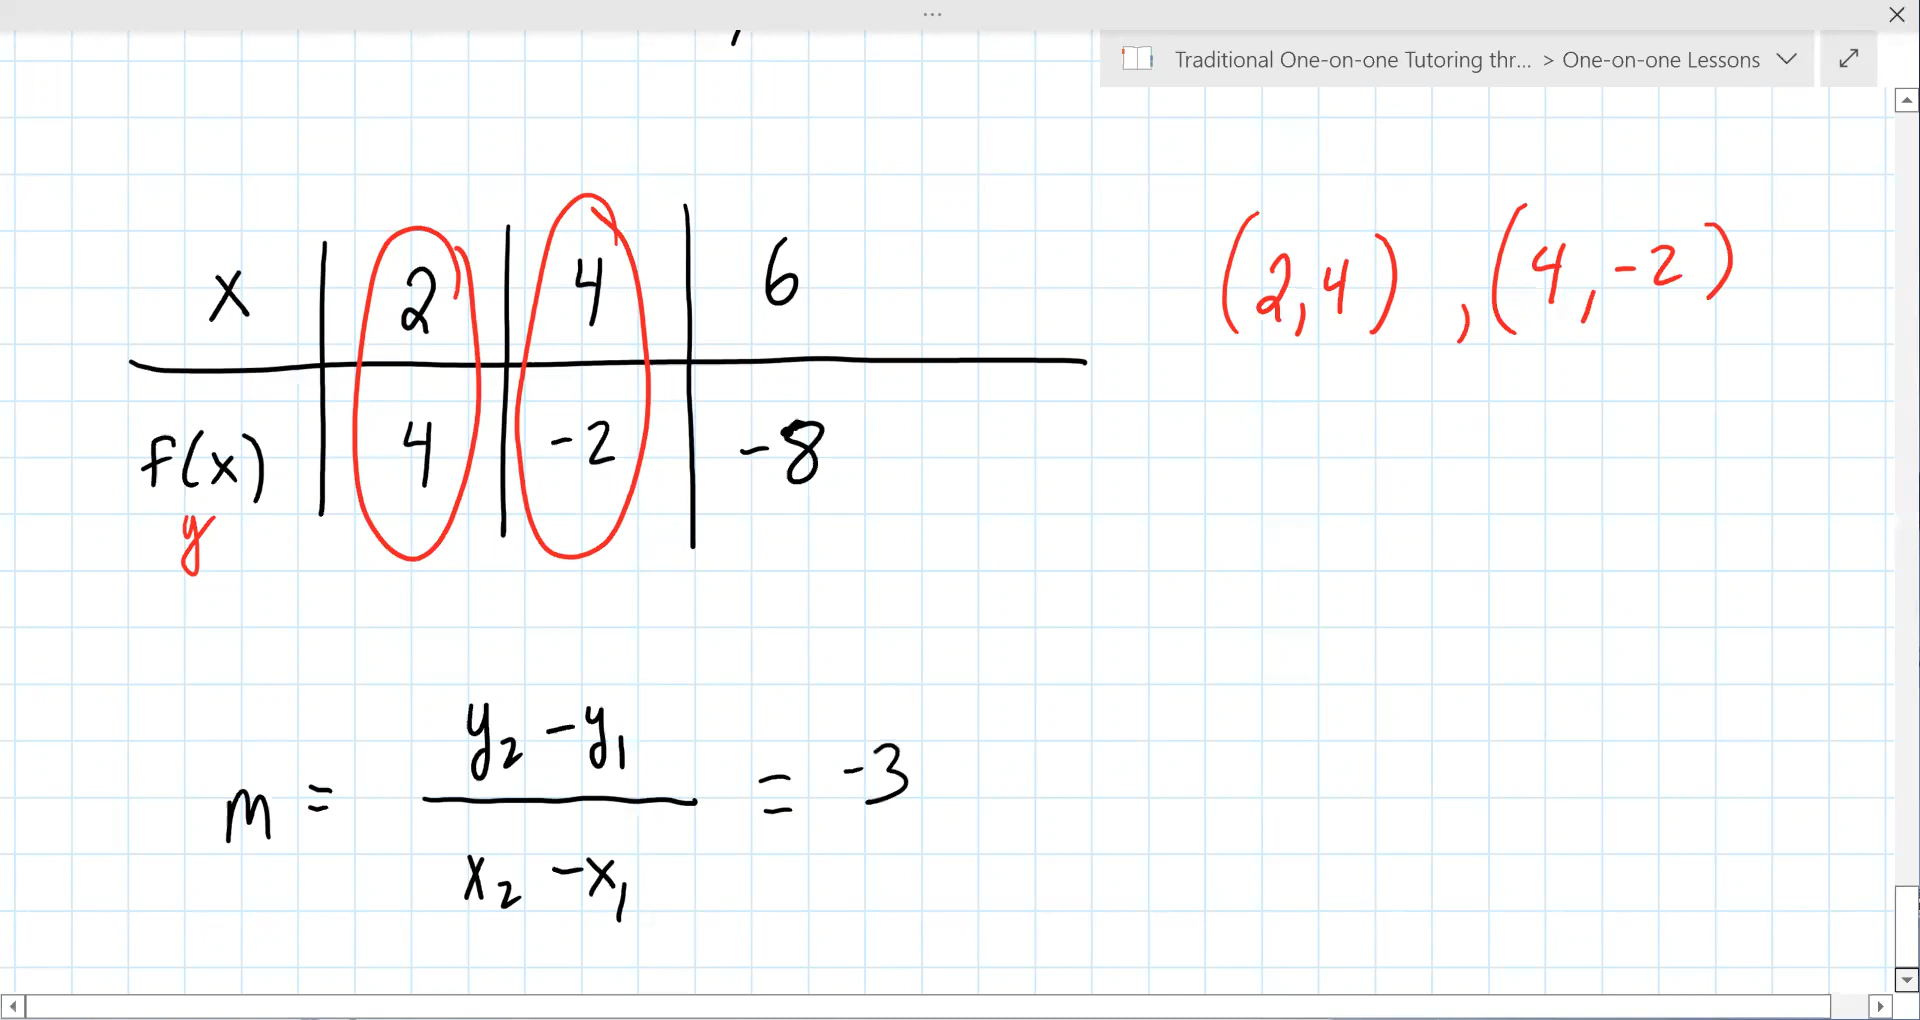 Traditional One-on-one Tutoring thr... > One-on-one Lessons
x 2 4 6
f(x) 4 -2 -8
y
(2,4) , (4,-2)
m = y₂ - y₁ / x₂ - x₁ = -3